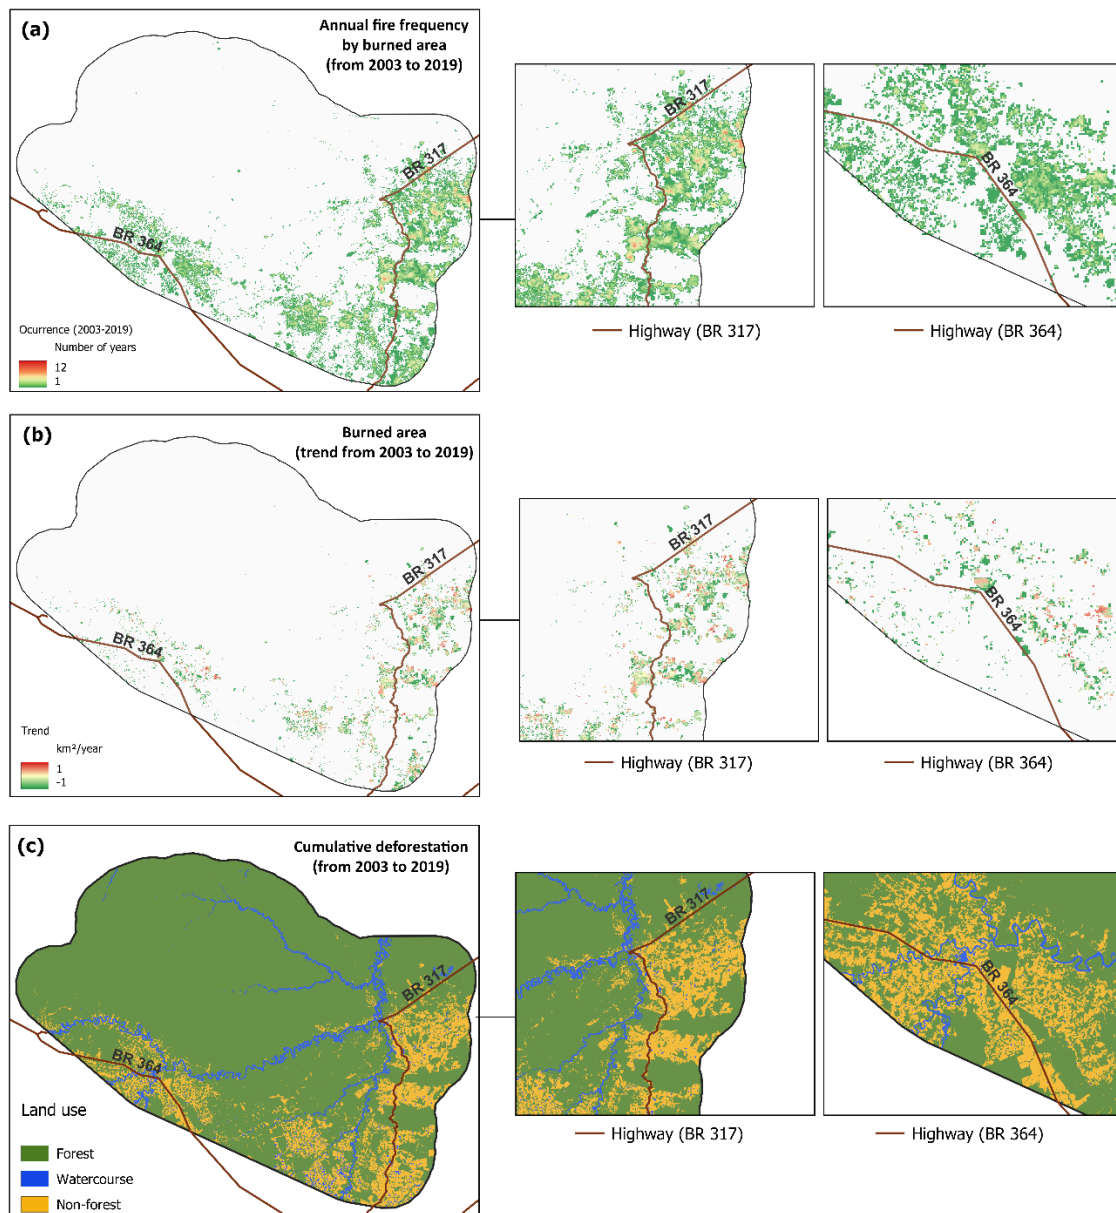 (a)
Annual fire frequency
by burned area
(from 2003 to 2019)
BR 317
BR 364
Ocurrence (2003-2019)
Number of years
12
1
BR 317
Highway (BR 317)
BR 364
Highway (BR 364)
(b)
Burned area
(trend from 2003 to 2019)
BR 317
BR 364
Trend
km²/year
1
-1
BR 317
Highway (BR 317)
BR 364
Highway (BR 364)
(c)
Cumulative deforestation
(from 2003 to 2019)
BR 317
BR 364
Land use
Forest
Watercourse
Non-forest
BR 317
Highway (BR 317)
BR 364
Highway (BR 364)